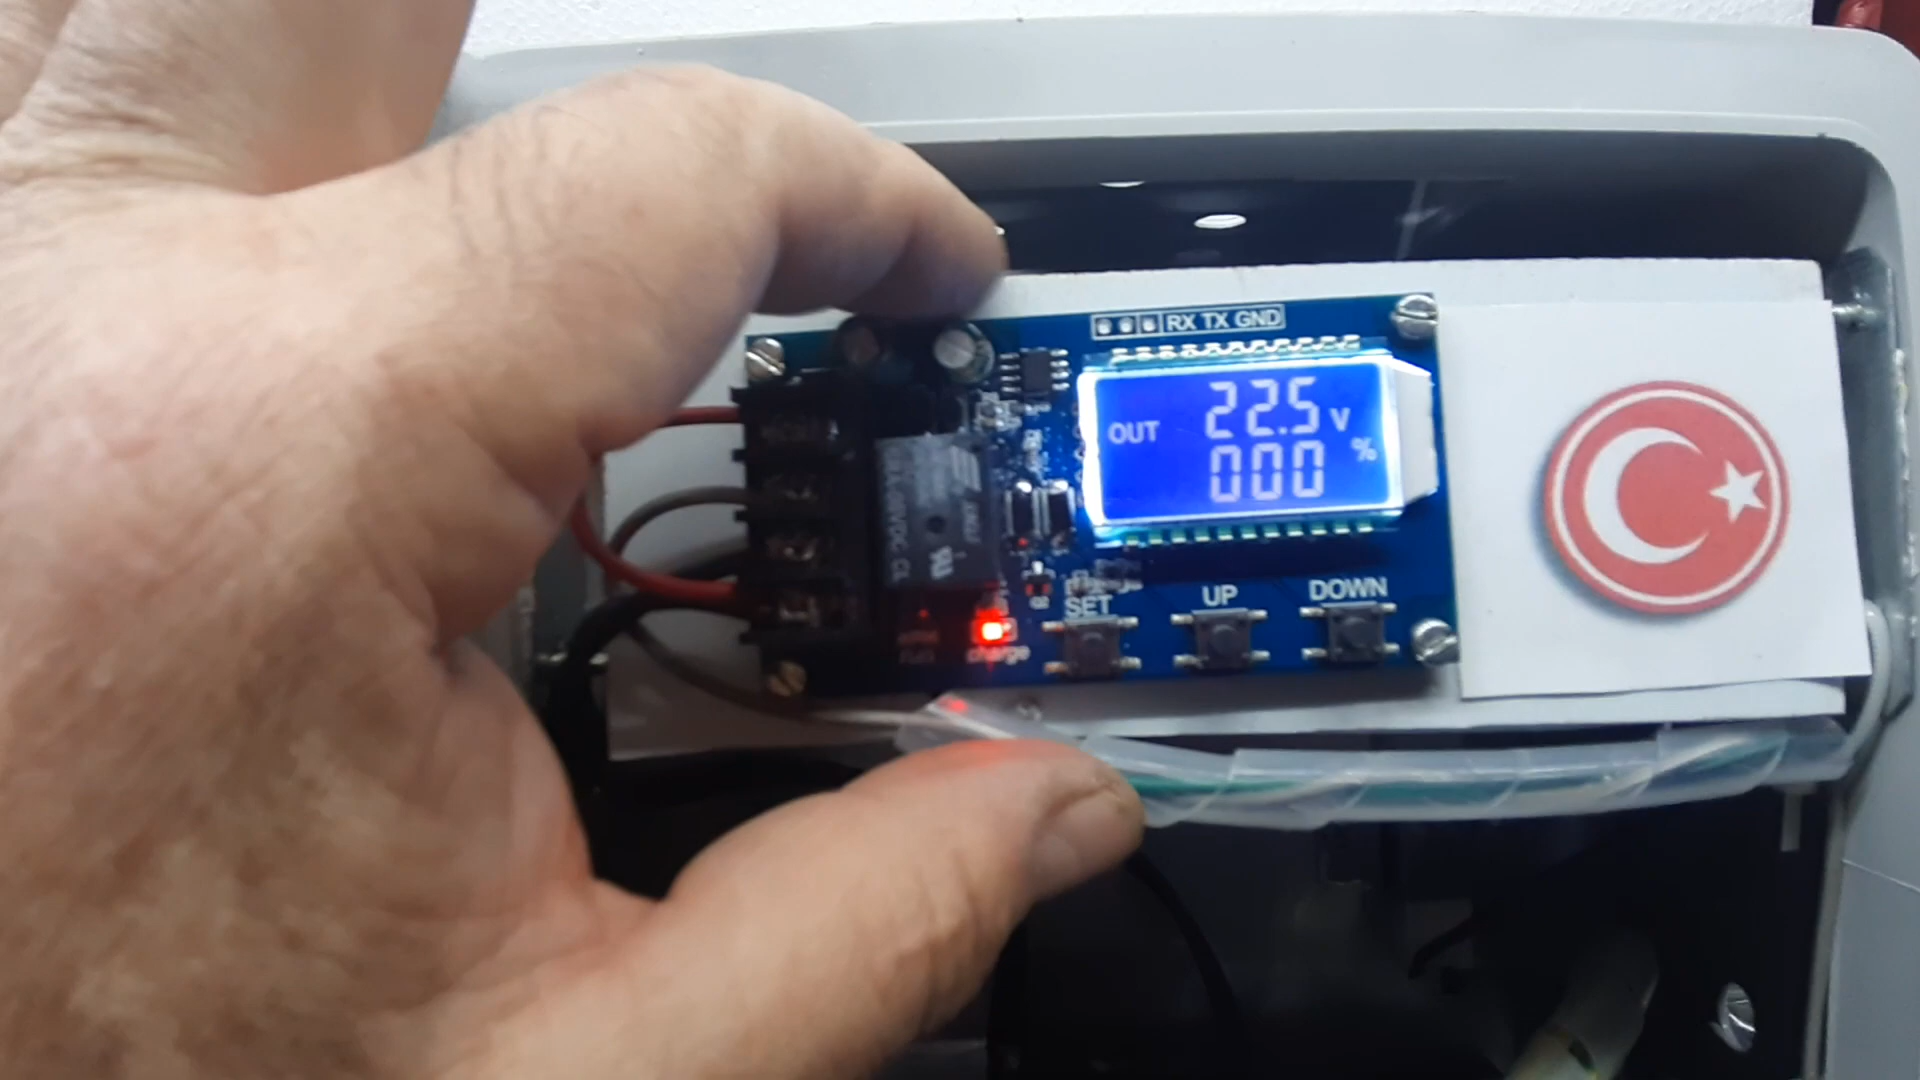 RX TX GND
OUT 22.5 V
000 %
SET
UP
DOWN
charge